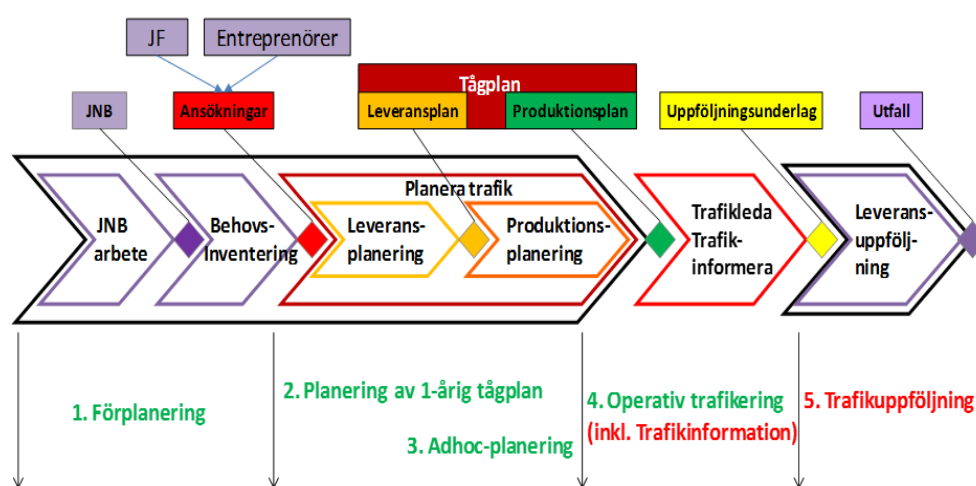 JF
Entreprenörer
Tågplan
JNB
Ansökningar
Leveransplan
Produktionsplan
Uppföljningsunderlag
Utfall
Planera trafik
JNB
arbete
Behovs-
Inventering
Leverans-
planering
Produktions-
planering
Trafikleda
Trafik-
informera
Leverans-
uppfölj-
ning
1. Förplanering
2. Planering av 1-årig tågplan
3. Adhoc-planering
4. Operativ trafikering
(inkl. Trafikinformation)
5. Trafikuppföljning